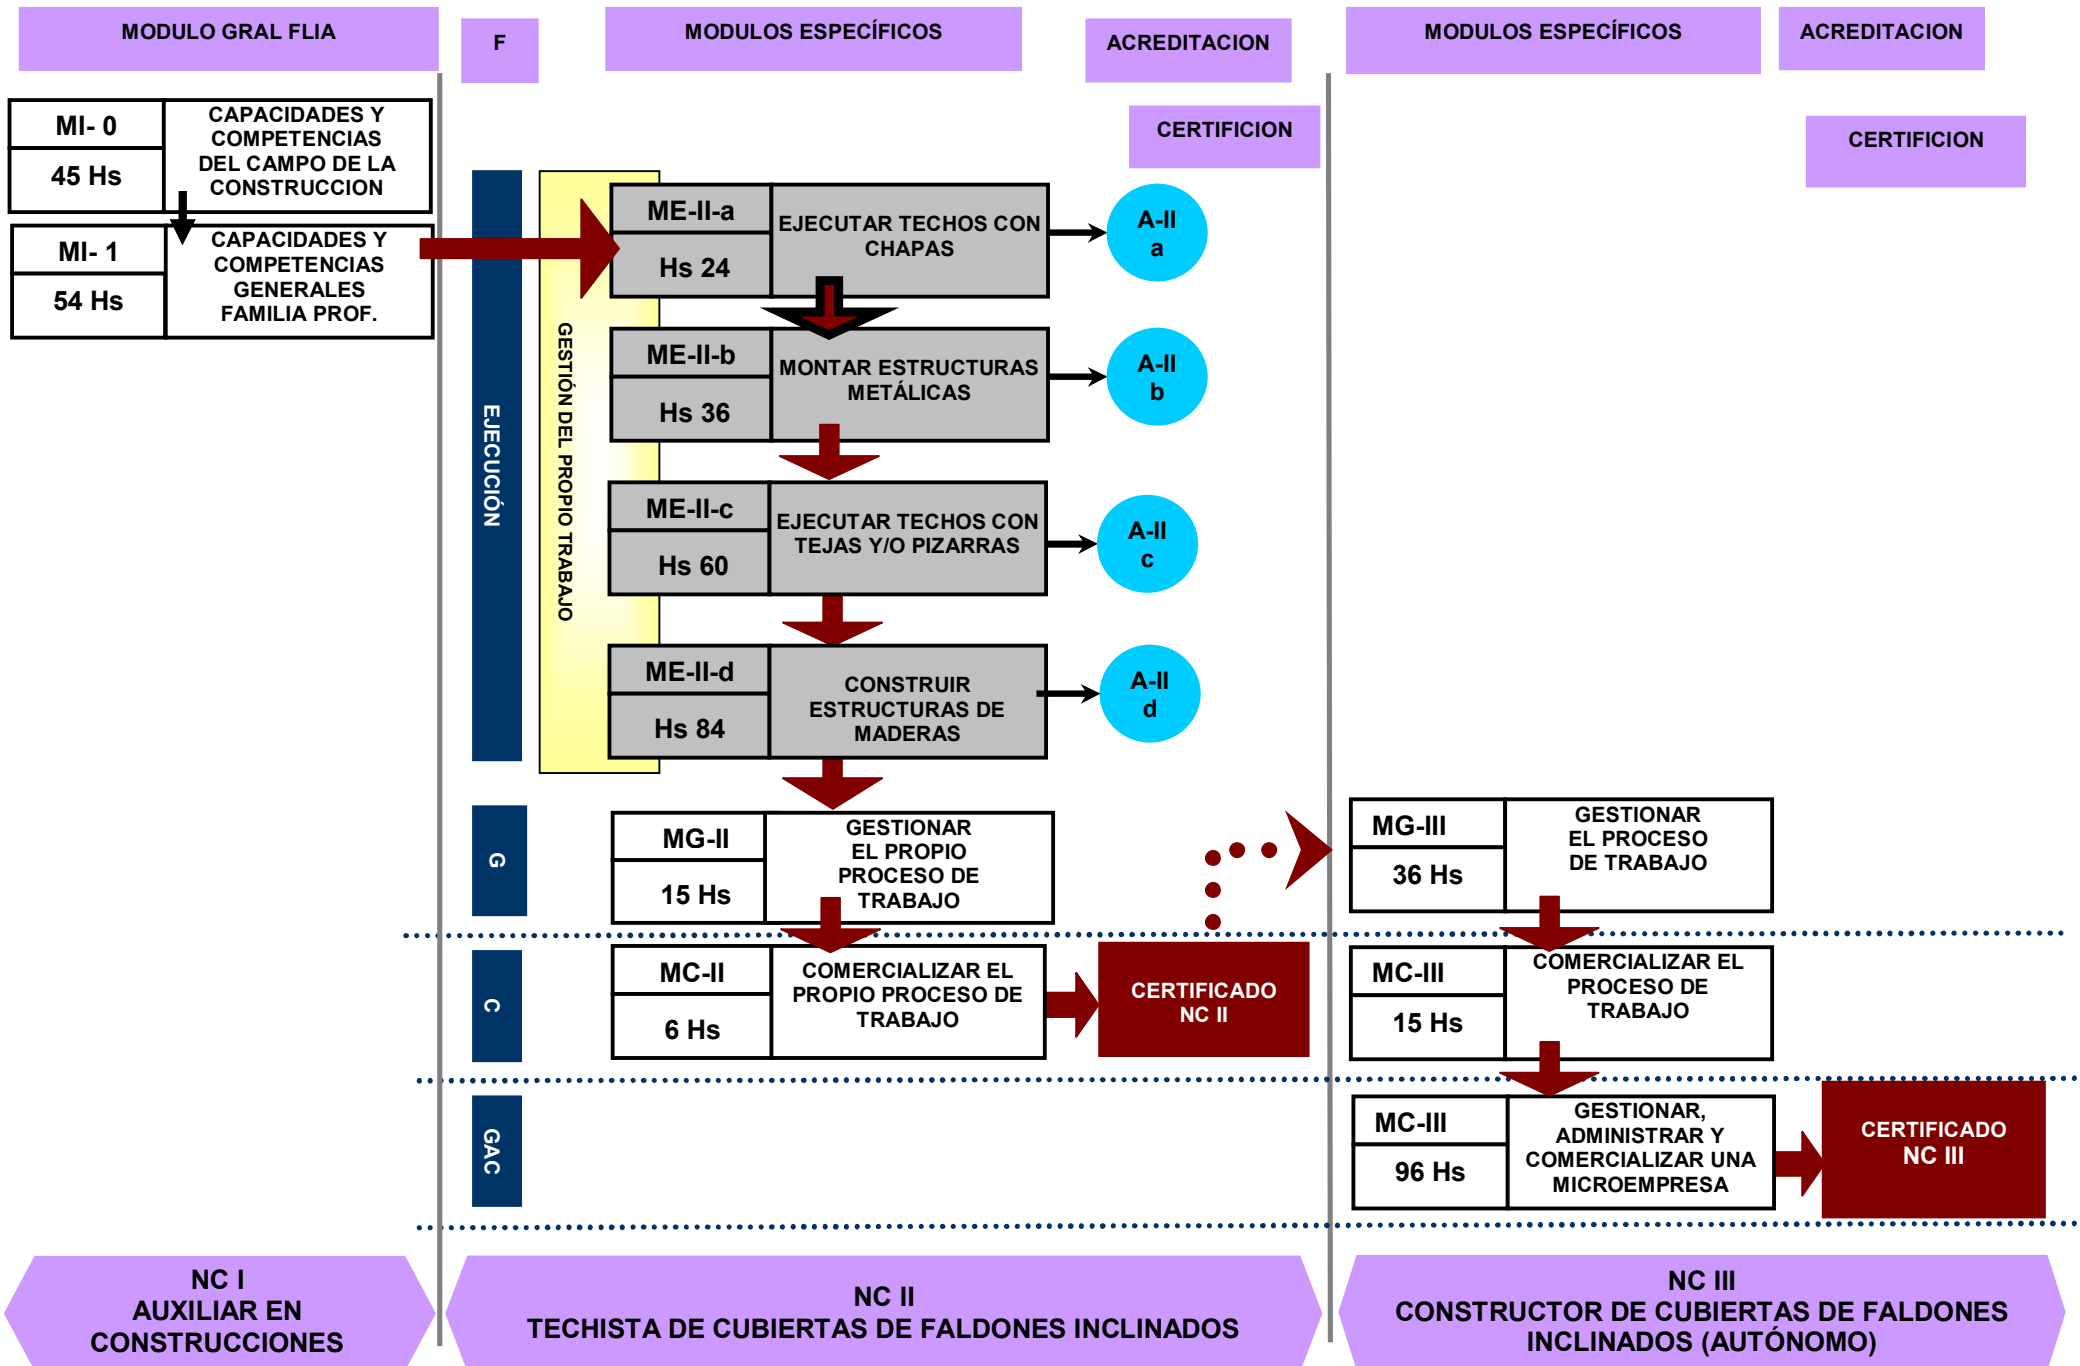 MODULO GRAL FLIA
F
MODULOS ESPECÍFICOS
ACREDITACION
MODULOS ESPECÍFICOS
ACREDITACION
CERTIFICION
CERTIFICION
MI- 0
45 Hs
CAPACIDADES Y
COMPETENCIAS
DEL CAMPO DE LA
CONSTRUCCION
MI- 1
54 Hs
CAPACIDADES Y
COMPETENCIAS
GENERALES
FAMILIA PROF.
EJECUCIÓN
GESTIÓN DEL PROPIO TRABAJO
ME-II-a
Hs 24
EJECUTAR TECHOS CON
CHAPAS
A-II
a
ME-II-b
Hs 36
MONTAR ESTRUCTURAS
METÁLICAS
A-II
b
ME-II-c
Hs 60
EJECUTAR TECHOS CON
TEJAS Y/O PIZARRAS
A-II
c
ME-II-d
Hs 84
CONSTRUIR
ESTRUCTURAS DE
MADERAS
A-II
d
G
MG-II
15 Hs
GESTIONAR
EL PROPIO
PROCESO DE
TRABAJO
MG-III
36 Hs
GESTIONAR
EL PROCESO
DE TRABAJO
C
MC-II
6 Hs
COMERCIALIZAR EL
PROPIO PROCESO DE
TRABAJO
CERTIFICADO
NC II
MC-III
15 Hs
COMERCIALIZAR EL
PROCESO DE
TRABAJO
GAC
MC-III
96 Hs
GESTIONAR,
ADMINISTRAR Y
COMERCIALIZAR UNA
MICROEMPRESA
CERTIFICADO
NC III
NC I
AUXILIAR EN
CONSTRUCCIONES
NC II
TECHISTA DE CUBIERTAS DE FALDONES INCLINADOS
NC III
CONSTRUCTOR DE CUBIERTAS DE FALDONES
INCLINADOS (AUTÓNOMO)